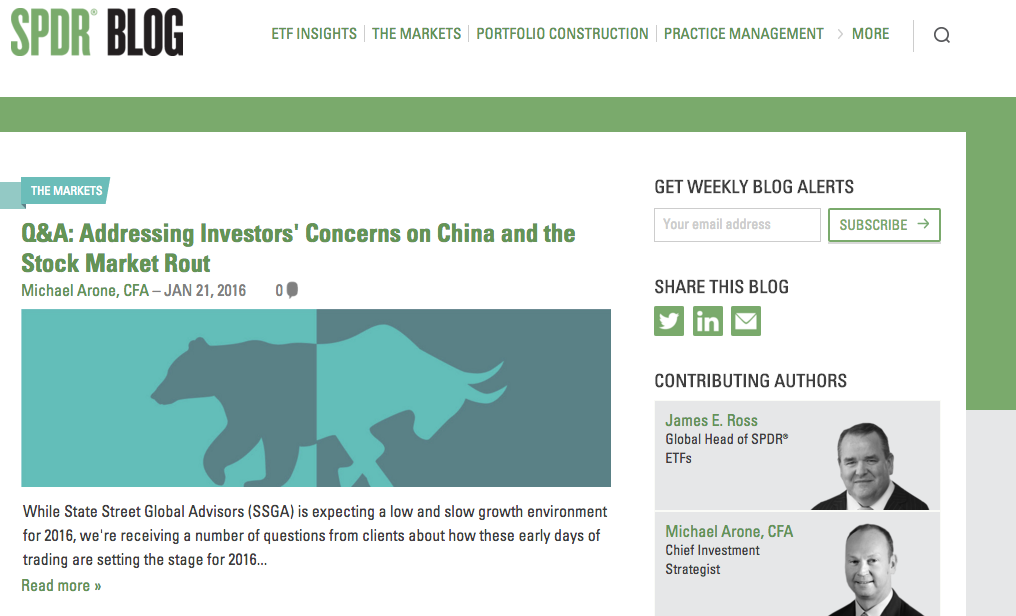 SPDR® BLOG
ETF INSIGHTS THE MARKETS PORTFOLIO CONSTRUCTION PRACTICE MANAGEMENT > MORE
THE MARKETS
Q&A: Addressing Investors' Concerns on China and the
Stock Market Rout
Michael Arone, CFA – JAN 21, 2016 0
While State Street Global Advisors (SSGA) is expecting a low and slow growth environment
for 2016, we're receiving a number of questions from clients about how these early days of
trading are setting the stage for 2016...
Read more »
GET WEEKLY BLOG ALERTS
Your email address SUBSCRIBE →
SHARE THIS BLOG
in
CONTRIBUTING AUTHORS
James E. Ross
Global Head of SPDR®
ETFs
Michael Arone, CFA
Chief Investment
Strategist